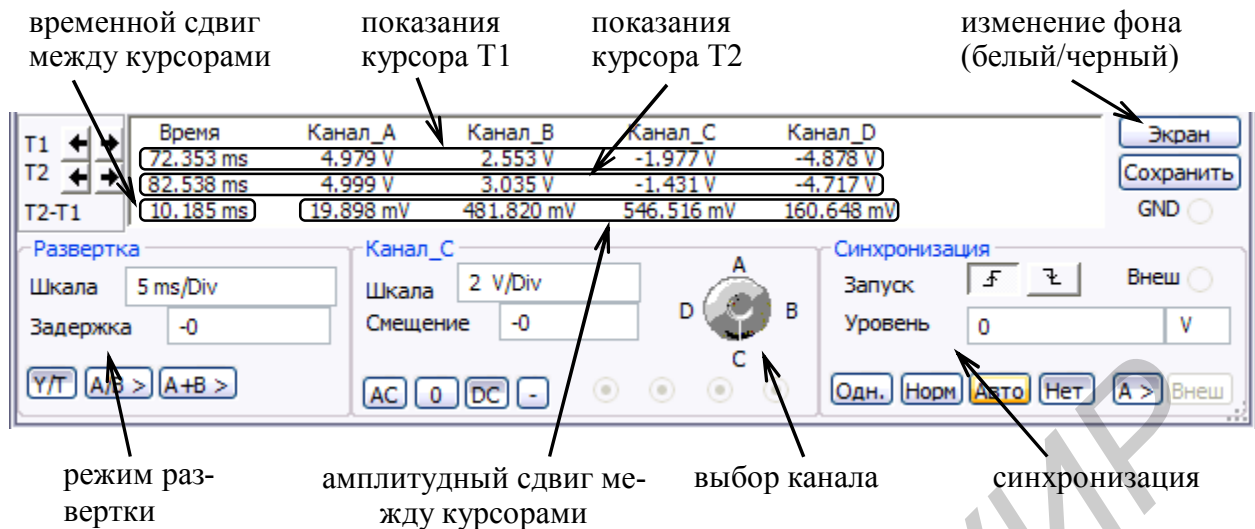 временной сдвиг
между курсорами
показания
курсора Т1
показания
курсора Т2
изменение фона
(белый/черный)
Время Канал_A Канал_B Канал_C Канал_D
T1 72.353 ms 4.979 V 2.553 V -1.977 V -4.878 V
T2 82.538 ms 4.999 V 3.035 V -1.431 V -4.717 V
T2-T1 10.185 ms 19.898 mV 481.820 mV 546.516 mV 160.648 mV
Экран
Сохранить
GND
Развертка
Шкала 5 ms/Div
Задержка -0
Y/T A/B > A+B >
Канал_C
Шкала 2 V/Div
Смещение -0
AC 0 DC -
A
D B
C
Синхронизация
Запуск Внеш
Уровень 0 V
Одн. Норм Авто Нет A > Внеш
режим раз-
вертки
амплитудный сдвиг ме-
жду курсорами
выбор канала
синхронизация